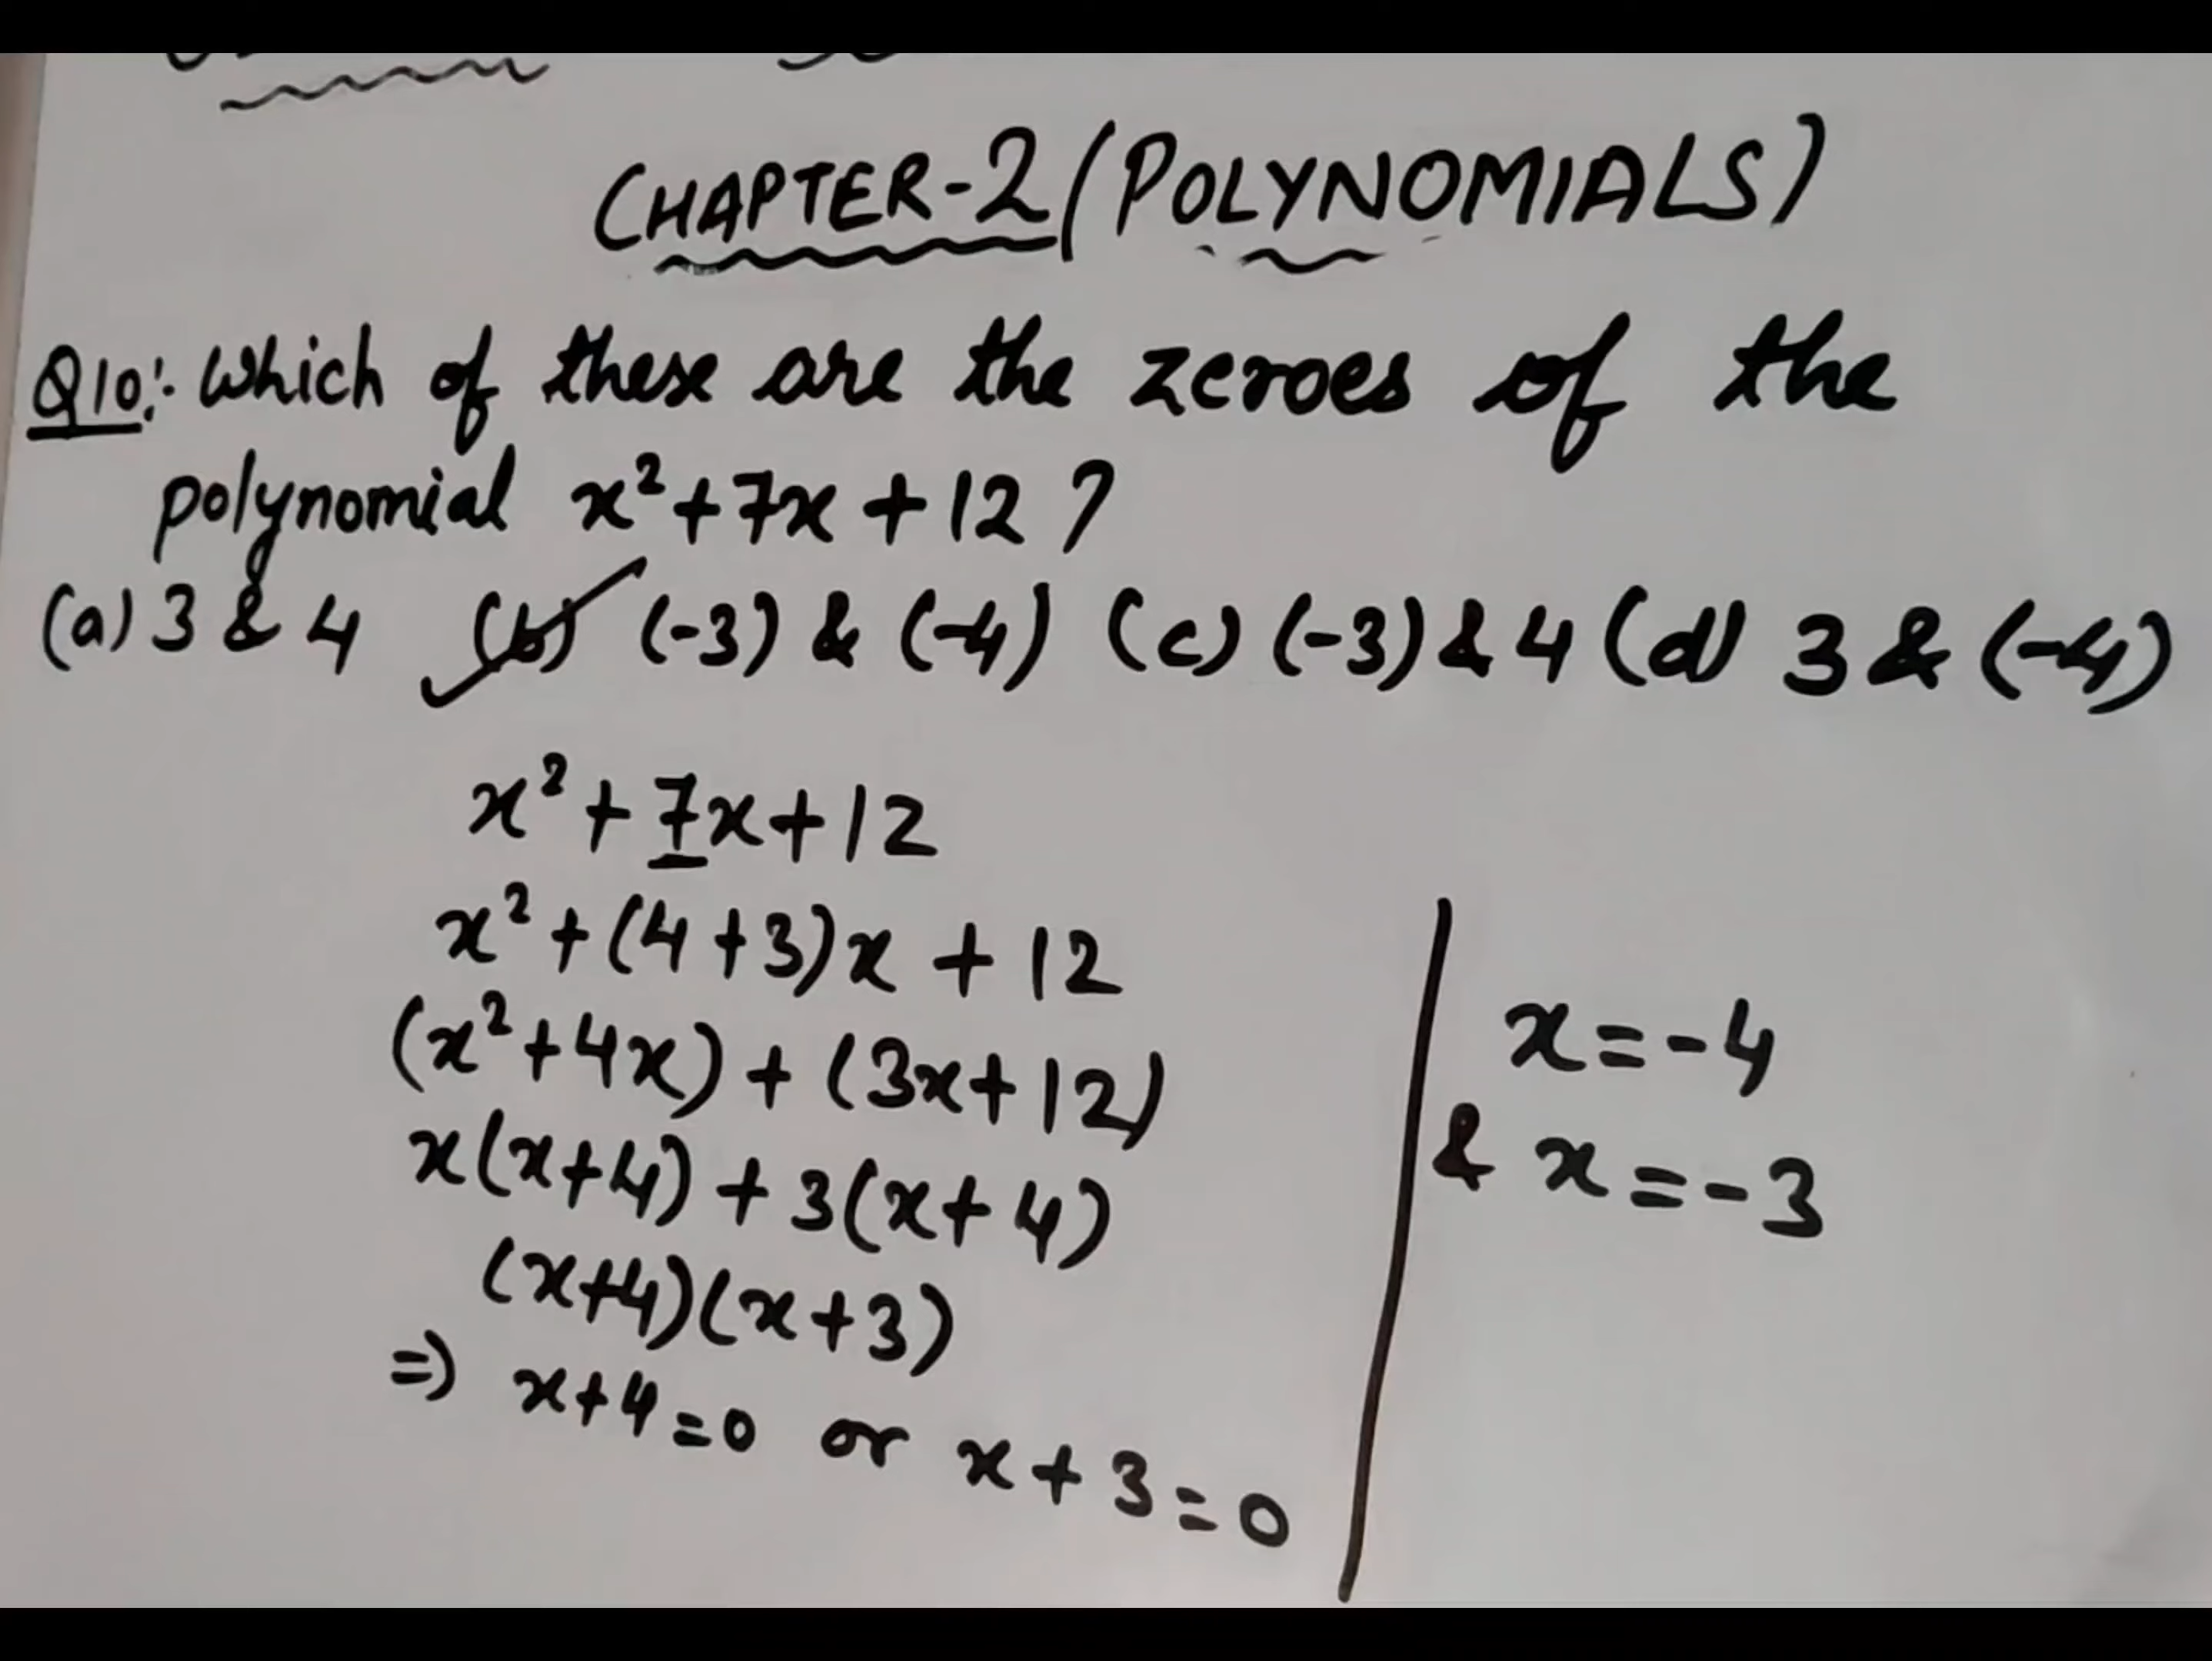 CHAPTER-2 (POLYNOMIALS)
Q10:- Which of these are the zeroes of the
polynomial x²+7x+12?
(a) 3 & 4 (b) (-3) & (-4) (c) (-3) & 4 (d) 3 & (-4)
x²+7x+12
x²+(4+3)x+12
(x²+4x)+(3x+12)
x(x+4)+3(x+4)
(x+4)(x+3)
⇒ x+4=0 or x+3=0
x=-4
& x=-3